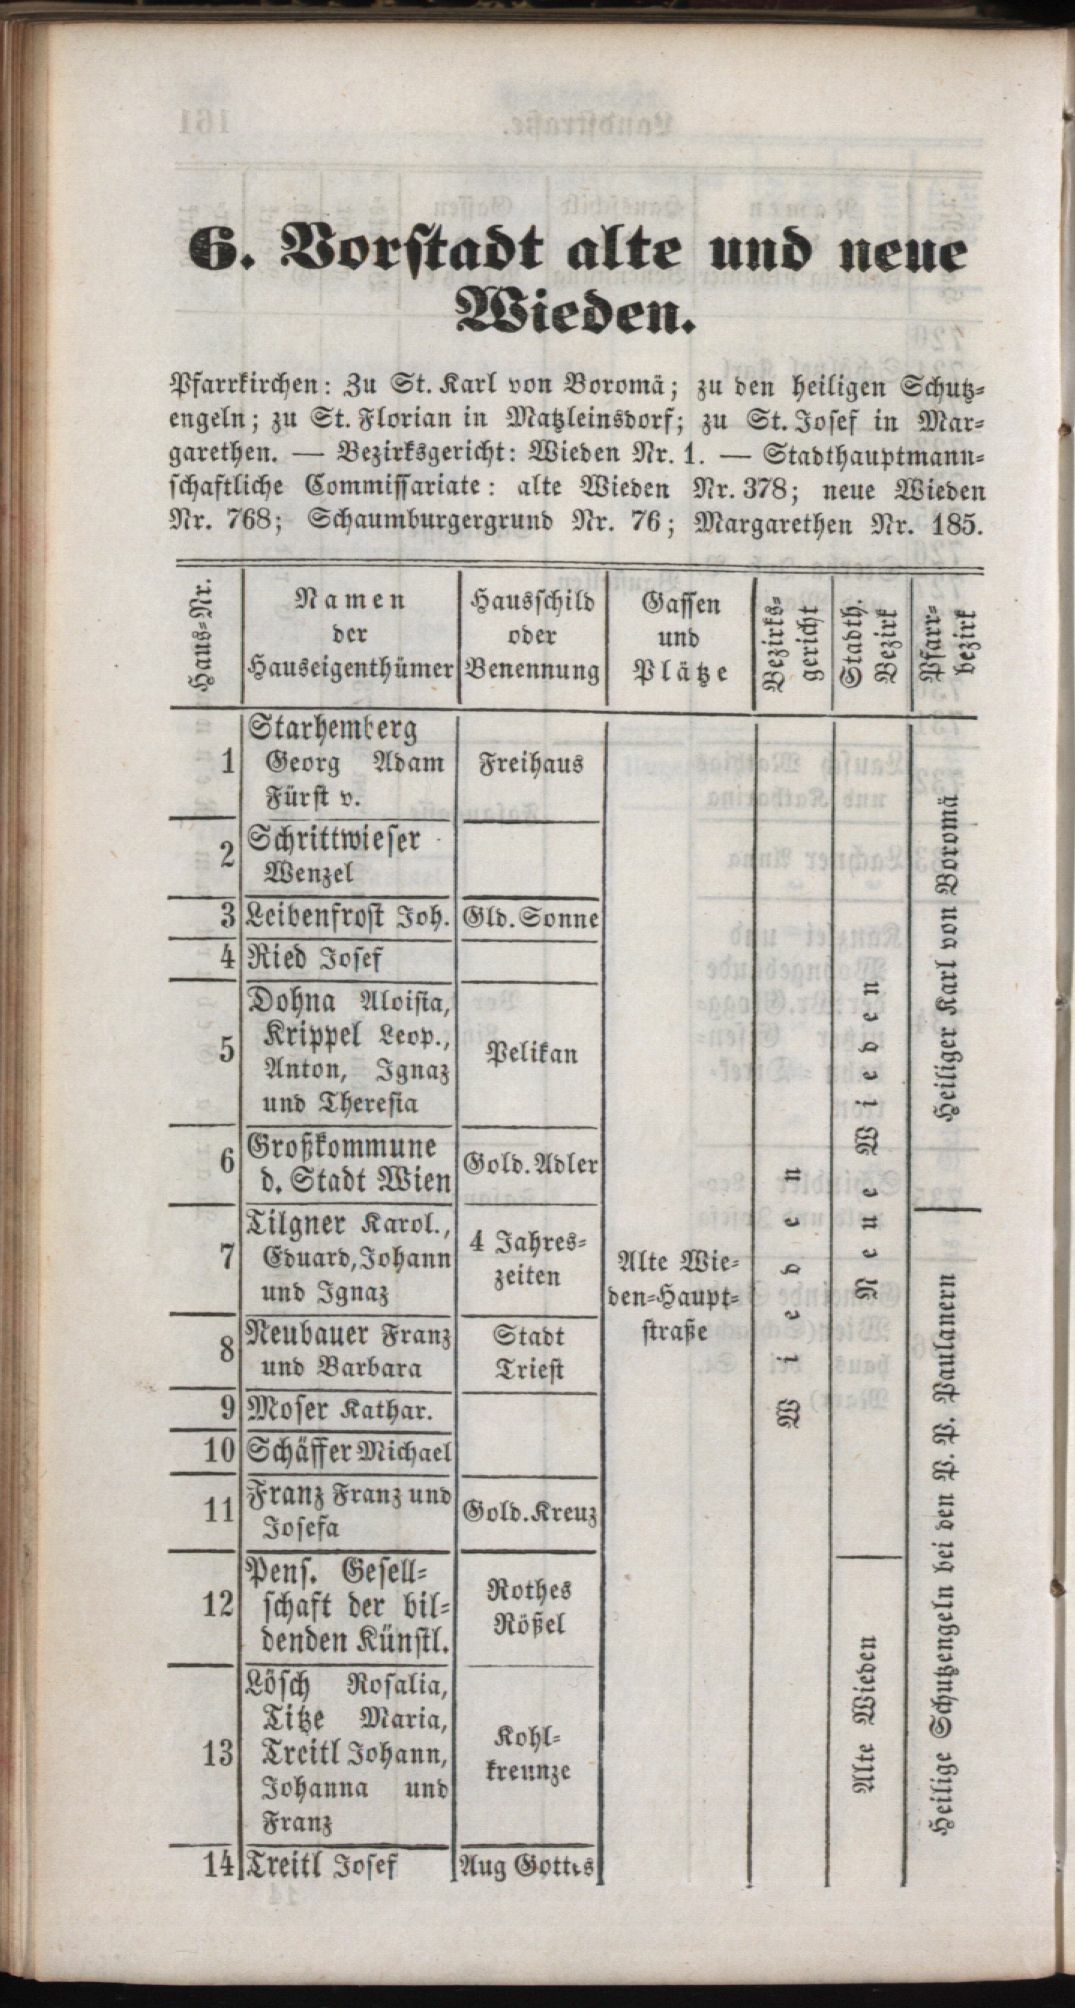 6. Vorstadt alte und neue
Wieden.
Pfarrkirchen: Zu St. Karl von Boromä; zu den heiligen Schutz=
engeln; zu St. Florian in Matzleinsdorf; zu St. Josef in Mar=
garethen. — Bezirksgericht: Wieden Nr. 1. — Stadthauptmann=
schaftliche Commissariate: alte Wieden Nr. 378; neue Wieden
Nr. 768; Schaumburgergrund Nr. 76; Margarethen Nr. 185.
Haus=Nr.
Namen
der
Hauseigenthümer
Hausschild
oder
Benennung
Gassen
und
Plätze
Bezirks=
gericht
Stadth.
Bezirk
Pfarr=
bezirk
1
Starhemberg
Georg Adam
Fürst v.
Freihaus
2
Schrittwieser
Wenzel
3 Leibenfrost Joh. Gld. Sonne
4 Ried Josef
5
Dohna Aloisia,
Krippel Leop.,
Anton, Ignaz
und Theresia
Pelikan
6
Großkommune
d. Stadt Wien
Gold. Adler
7
Tilgner Karol.,
Eduard, Johann
und Ignaz
4 Jahres=
zeiten
8
Neubauer Franz
und Barbara
Stadt
Triest
9 Moser Kathar.
10 Schäffer Michael
11
Franz Franz und
Josefa
Gold. Kreuz
12
Pens. Gesell=
schaft der bil=
denden Künstl.
Rothes
Rößel
13
Lösch Rosalia,
Titze Maria,
Treitl Johann,
Johanna und
Franz
Kohl=
kreunze
14 Treitl Josef Aug Gottes
Alte Wie=
den=Haupt=
straße
Wieden
Neue Wieden
Alte Wieden
Heiliger Karl von Boromä
Heilige Schutzengeln bei den P. P. Paulanern